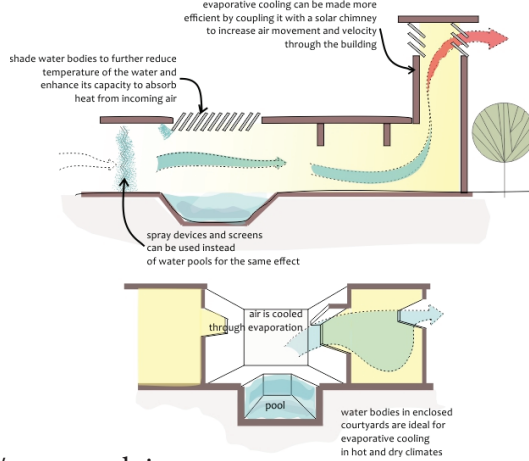 evaporative cooling can be made more
efficient by coupling it with a solar chimney
to increase air movement and velocity
through the building
shade water bodies to further reduce
temperature of the water and
enhance its capacity to absorb
heat from incoming air
spray devices and screens
can be used instead
of water pools for the same effect
air is cooled
through evaporation
pool
water bodies in enclosed
courtyards are ideal for
evaporative cooling
in hot and dry climates